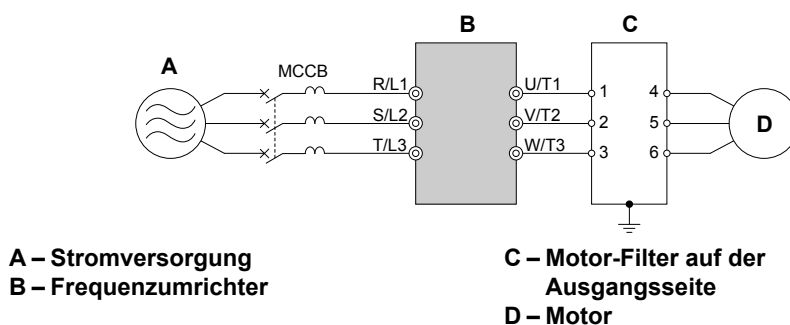 B
C
A
MCCB
R/L1
U/T1
1
4
S/L2
V/T2
2
5
D
T/L3
W/T3
3
6
A – Stromversorgung
B – Frequenzumrichter
C – Motor-Filter auf der
Ausgangsseite
D – Motor